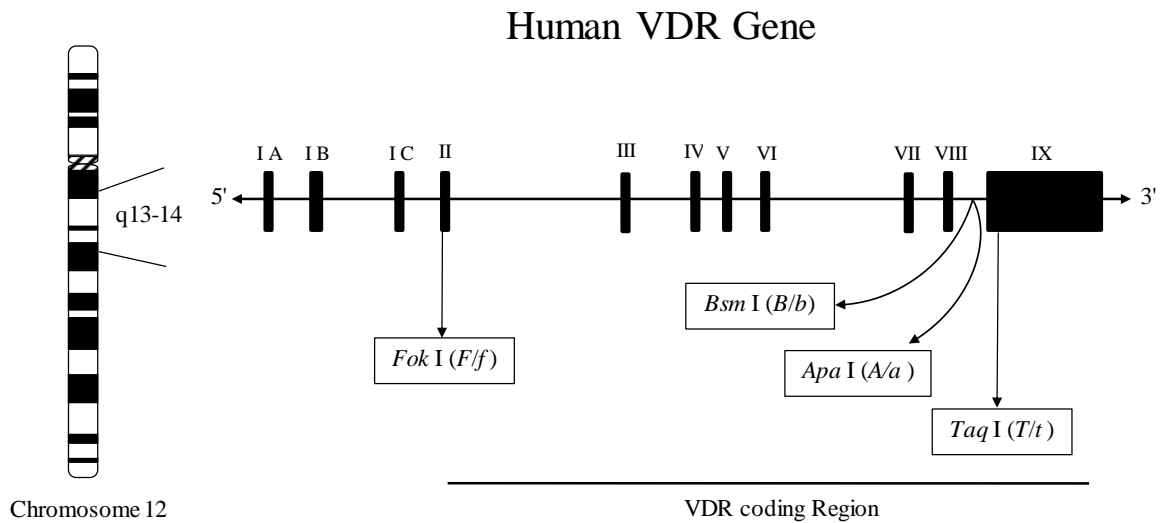 Human VDR Gene
I A
I B
I C
II
III
IV
V
VI
VII
VIII
IX
5'
3'
q13-14
Bsm I (B/b)
Fok I (F/f)
Apa I (A/a)
Taq I (T/t)
Chromosome 12
VDR coding Region